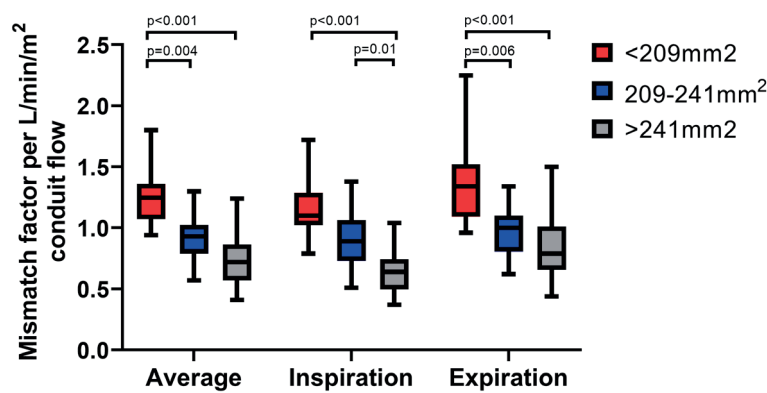 p<0.001
p<0.001
p<0.001
p=0.004
p=0.01
p=0.006
Mismatch factor per L/min/m²
conduit flow
2.5
2.0
1.5
1.0
0.5
0.0
Average
Inspiration
Expiration
<209mm2
209-241mm²
>241mm2